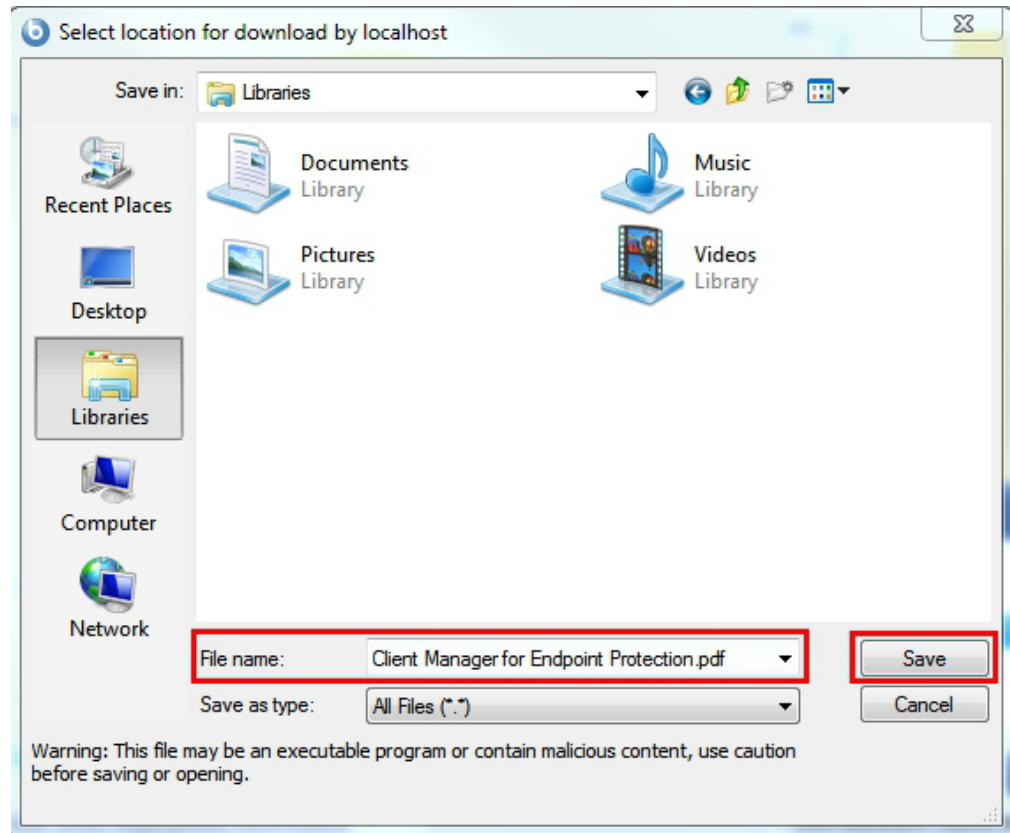 Select location for download by localhost
Save in: Libraries
Recent Places
Desktop
Libraries
Computer
Network
Documents
Library
Music
Library
Pictures
Library
Videos
Library
File name: Client Manager for Endpoint Protection.pdf
Save
Save as type: All Files (*.*)
Cancel
Warning: This file may be an executable program or contain malicious content, use caution
before saving or opening.